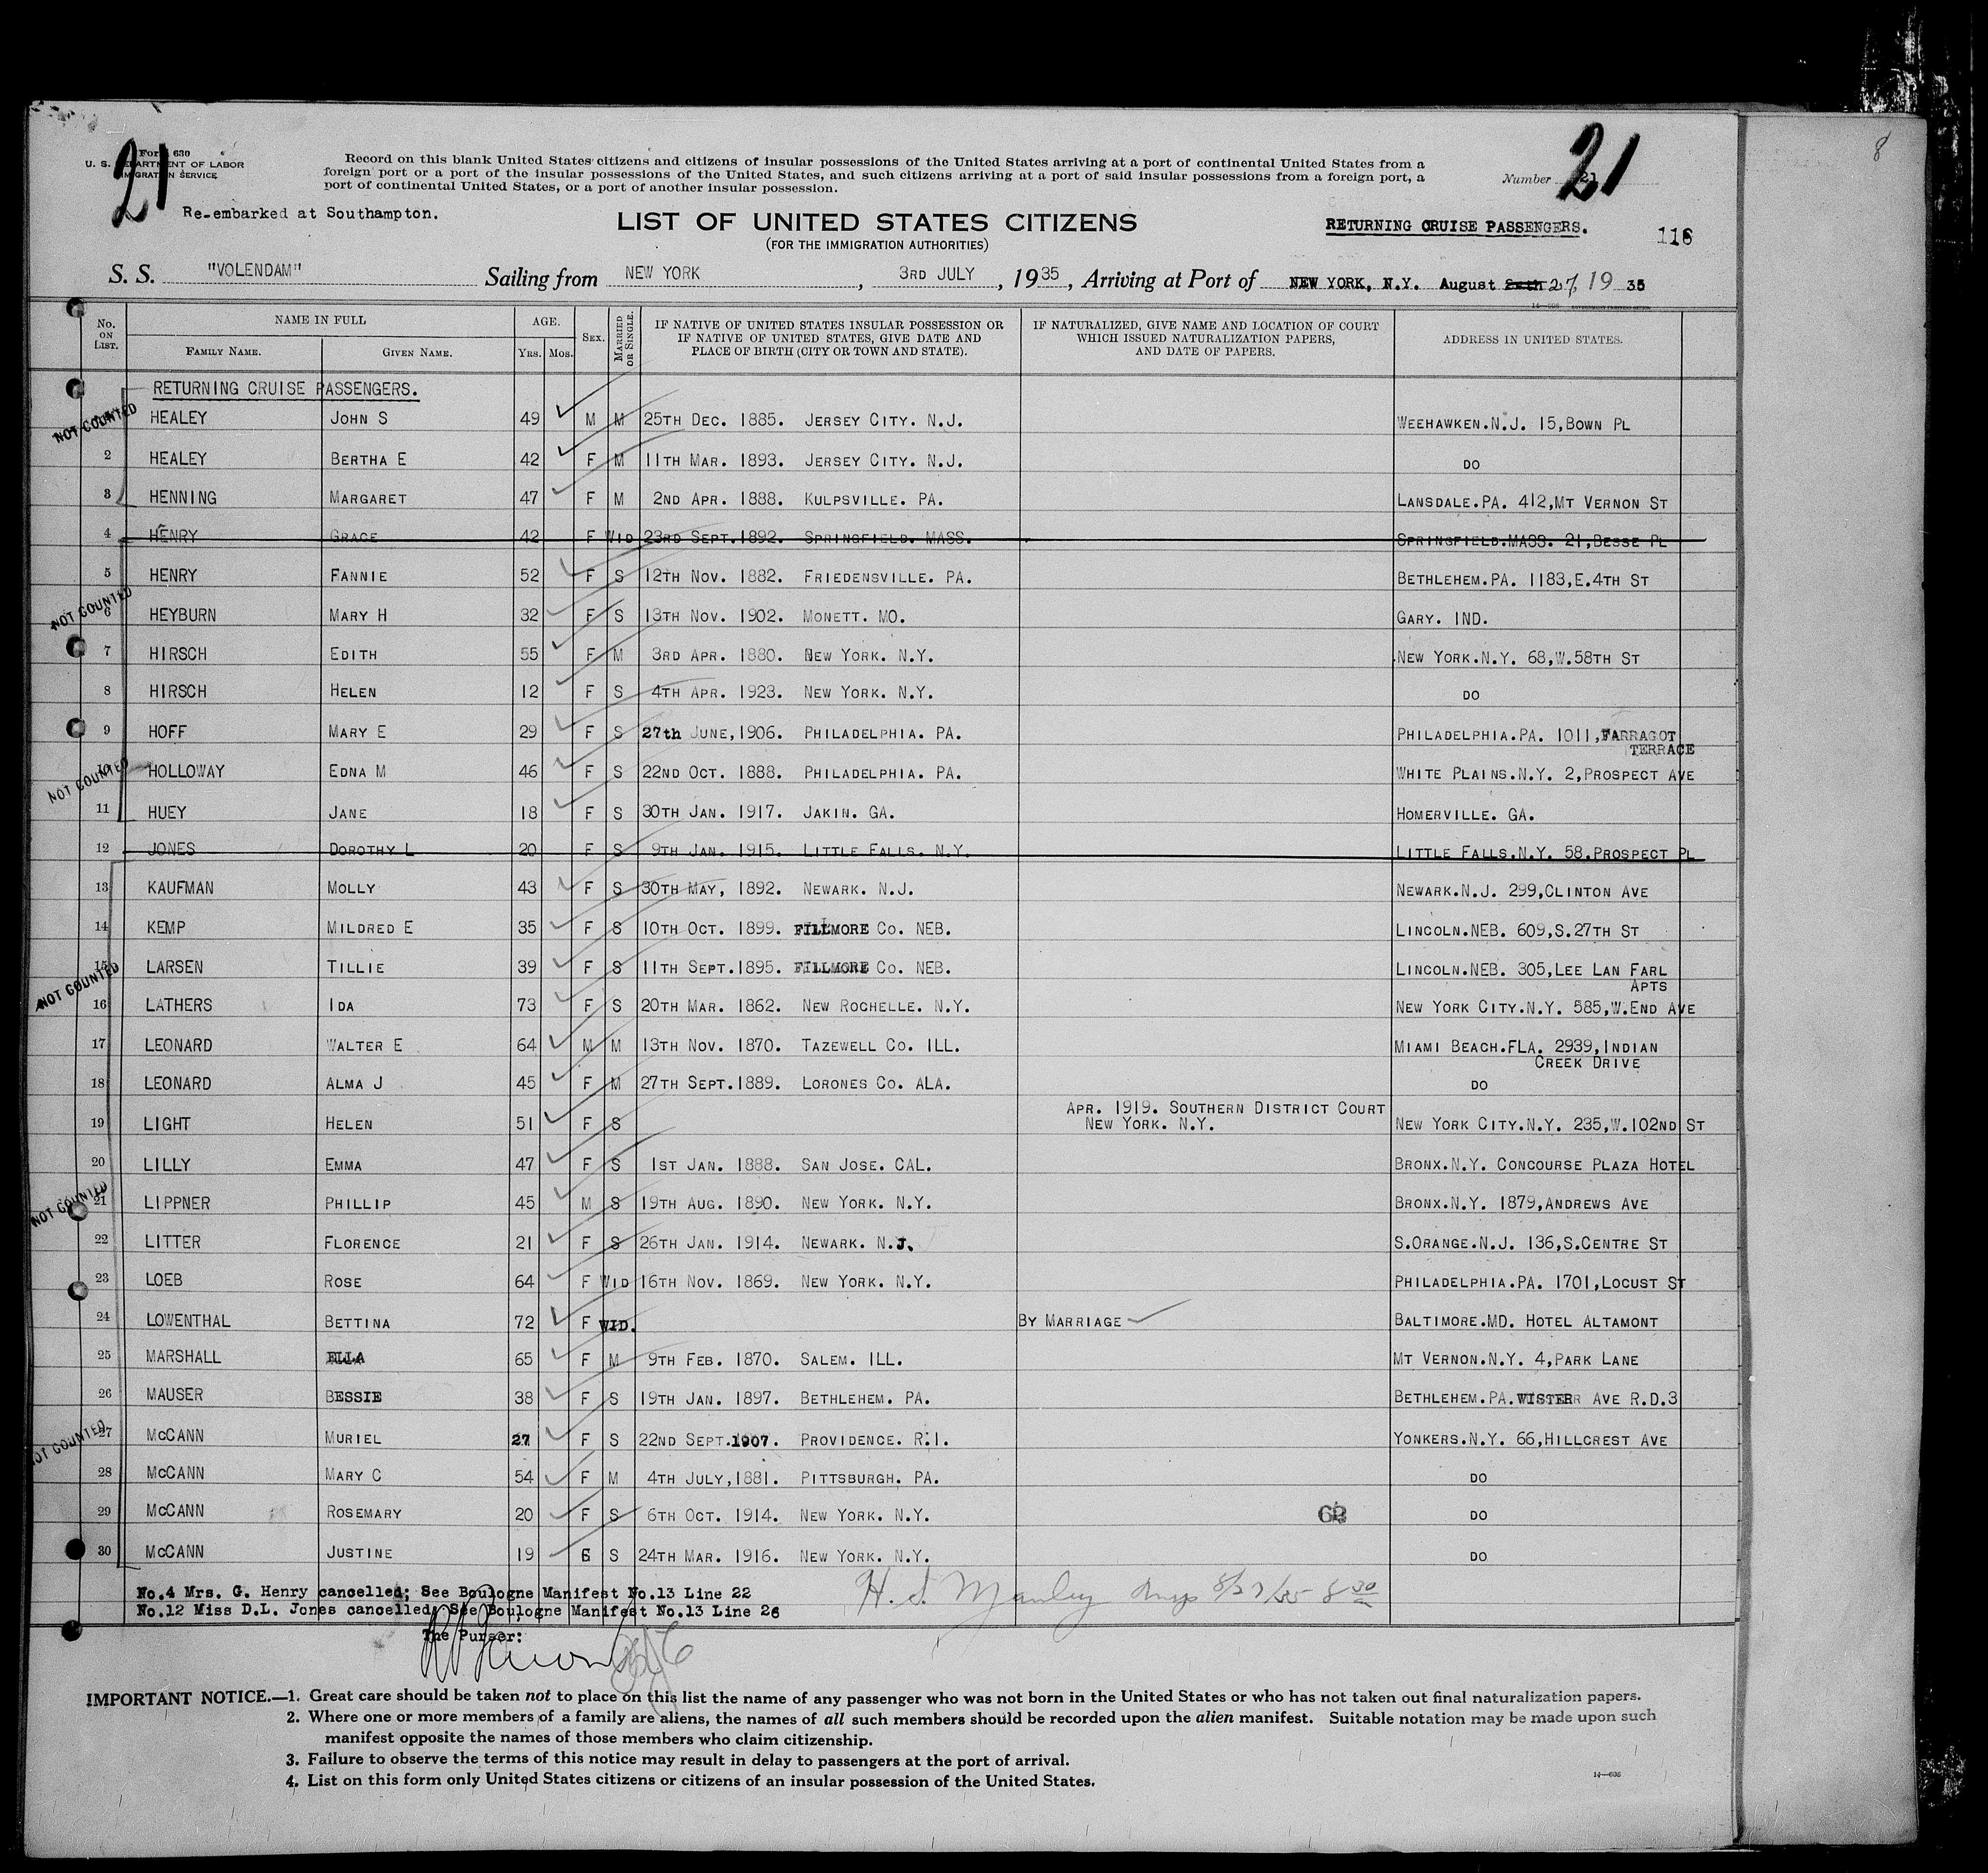 8
21
21
Form 630
U. S. DEPARTMENT OF LABOR
IMMIGRATION SERVICE
Record on this blank United States citizens and citizens of insular possessions of the United States arriving at a port of continental United States from a
foreign port or a port of the insular possessions of the United States, and such citizens arriving at a port of said insular possessions from a foreign port, a
port of continental United States, or a port of another insular possession.
Number 21
Re-embarked at Southampton.
LIST OF UNITED STATES CITIZENS
(FOR THE IMMIGRATION AUTHORITIES)
RETURNING CRUISE PASSENGERS.
116
S. S. "VOLENDAM" Sailing from NEW YORK, 3RD JULY, 1935, Arriving at Port of NEW YORK, N.Y. August 27, 19 35
No. ON LIST. NAME IN FULL FAMILY NAME. GIVEN NAME. AGE. Yrs. Mos. SEX. MARRIED OR SINGLE. IF NATIVE OF UNITED STATES INSULAR POSSESSION OR IF NATIVE OF UNITED STATES, GIVE DATE AND PLACE OF BIRTH (CITY OR TOWN AND STATE). IF NATURALIZED, GIVE NAME AND LOCATION OF COURT WHICH ISSUED NATURALIZATION PAPERS, AND DATE OF PAPERS. ADDRESS IN UNITED STATES.
RETURNING CRUISE PASSENGERS.
NOT COUNTED HEALEY JOHN S 49 M M 25TH DEC. 1885. JERSEY CITY. N.J. WEEHAWKEN.N.J. 15,BOWN PL
2 HEALEY BERTHA E 42 F M 11TH MAR. 1893. JERSEY CITY. N.J. DO
3 HENNING MARGARET 47 F M 2ND APR. 1888. KULPSVILLE. PA. LANSDALE.PA. 412,MT VERNON ST
4 HENRY GRACE 42 F WID 23RD SEPT.1892. SPRINGFIELD. MASS. SPRINGFIELD.MASS. 21,BESSE PL
5 HENRY FANNIE 52 F S 12TH NOV. 1882. FRIEDENSVILLE. PA. BETHLEHEM.PA. 1183,E.4TH ST
NOT COUNTED 6 HEYBURN MARY H 32 F S 13TH NOV. 1902. MONETT. MO. GARY. IND.
7 HIRSCH EDITH 55 F M 3RD APR. 1880. NEW YORK. N.Y. NEW YORK.N.Y. 68,W.58TH ST
8 HIRSCH HELEN 12 F S 4TH APR. 1923. NEW YORK. N.Y. DO
9 HOFF MARY E 29 F S 27th JUNE,1906. PHILADELPHIA. PA. PHILADELPHIA.PA. 1011,FARRAGOT TERRACE
NOT COUNTED 10 HOLLOWAY EDNA M 46 F S 22ND OCT. 1888. PHILADELPHIA. PA. WHITE PLAINS.N.Y. 2,PROSPECT AVE
11 HUEY JANE 18 F S 30TH JAN. 1917. JAKIN. GA. HOMERVILLE. GA.
12 JONES DOROTHY L 20 F S 9TH JAN. 1915. LITTLE FALLS. N.Y. LITTLE FALLS.N.Y. 58.PROSPECT PL
13 KAUFMAN MOLLY 43 F S 30TH MAY, 1892. NEWARK. N.J. NEWARK.N.J. 299,CLINTON AVE
14 KEMP MILDRED E 35 F S 10TH OCT. 1899. FILLMORE CO. NEB. LINCOLN.NEB. 609,S.27TH ST
NOT COUNTED 15 LARSEN TILLIE 39 F S 11TH SEPT.1895. FILLMORE CO. NEB. LINCOLN.NEB. 305,LEE LAN FARL APTS
16 LATHERS IDA 73 F S 20TH MAR. 1862. NEW ROCHELLE. N.Y. NEW YORK CITY.N.Y. 585,W.END AVE
17 LEONARD WALTER E 64 M M 13TH NOV. 1870. TAZEWELL CO. ILL. MIAMI BEACH.FLA. 2939,INDIAN CREEK DRIVE
18 LEONARD ALMA J 45 F M 27TH SEPT.1889. LORONES CO. ALA. DO
19 LIGHT HELEN 51 F S APR. 1919. SOUTHERN DISTRICT COURT NEW YORK. N.Y. NEW YORK CITY.N.Y. 235,W.102ND ST
20 LILLY EMMA 47 F S 1ST JAN. 1888. SAN JOSE. CAL. BRONX.N.Y. CONCOURSE PLAZA HOTEL
NOT COUNTED 21 LIPPNER PHILLIP 45 M S 19TH AUG. 1890. NEW YORK. N.Y. BRONX.N.Y. 1879,ANDREWS AVE
22 LITTER FLORENCE 21 F S 26TH JAN. 1914. NEWARK. N.J. S.ORANGE.N.J. 136,S.CENTRE ST
23 LOEB ROSE 64 F WID 16TH NOV. 1869. NEW YORK. N.Y. PHILADELPHIA.PA. 1701,LOCUST ST
24 LOWENTHAL BETTINA 72 F WID. BY MARRIAGE BALTIMORE.MD. HOTEL ALTAMONT
25 MARSHALL ELLA 65 F M 9TH FEB. 1870. SALEM. ILL. MT VERNON.N.Y. 4,PARK LANE
26 MAUSER BESSIE 38 F S 19TH JAN. 1897. BETHLEHEM. PA. BETHLEHEM.PA.WISTER AVE R.D.3
NOT COUNTED 27 McCANN MURIEL 27 F S 22ND SEPT.1907. PROVIDENCE. R.I. YONKERS.N.Y. 66,HILLCREST AVE
28 McCANN MARY C 54 F M 4TH JULY,1881. PITTSBURGH. PA. DO
29 McCANN ROSEMARY 20 F S 6TH OCT. 1914. NEW YORK. N.Y. DO
30 McCANN JUSTINE 19 F S 24TH MAR. 1916. NEW YORK. N.Y. DO
No.4 Mrs. G. Henry cancelled; See Boulogne Manifest No.13 Line 22
No.12 Miss D.L. Jones cancelled; See Boulogne Manifest No.13 Line 26
H. S. Manley Insp 8/27/35 8 30
The Purser:
IMPORTANT NOTICE.—1. Great care should be taken not to place on this list the name of any passenger who was not born in the United States or who has not taken out final naturalization papers.
2. Where one or more members of a family are aliens, the names of all such members should be recorded upon the alien manifest. Suitable notation may be made upon such
manifest opposite the names of those members who claim citizenship.
3. Failure to observe the terms of this notice may result in delay to passengers at the port of arrival.
4. List on this form only United States citizens or citizens of an insular possession of the United States.